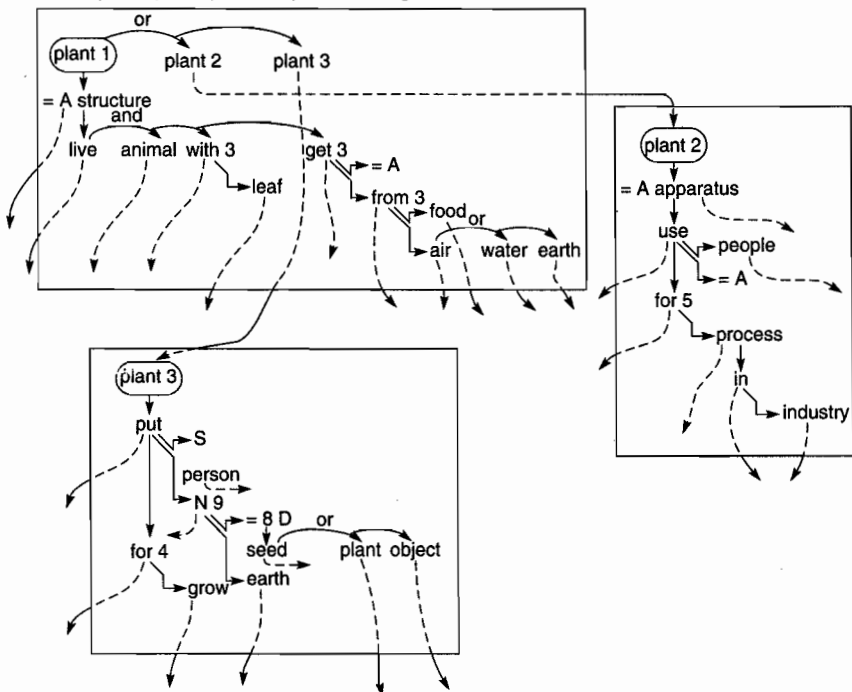 or
plant 1 plant 2 plant 3
= A structure
and
live animal with 3 get 3 = A
leaf from 3 food or
air water earth
plant 2
= A apparatus
use people
= A
for 5
process
in
industry
plant 3
put S
person
N 9
= 8 D or
for 4 seed plant object
grow earth